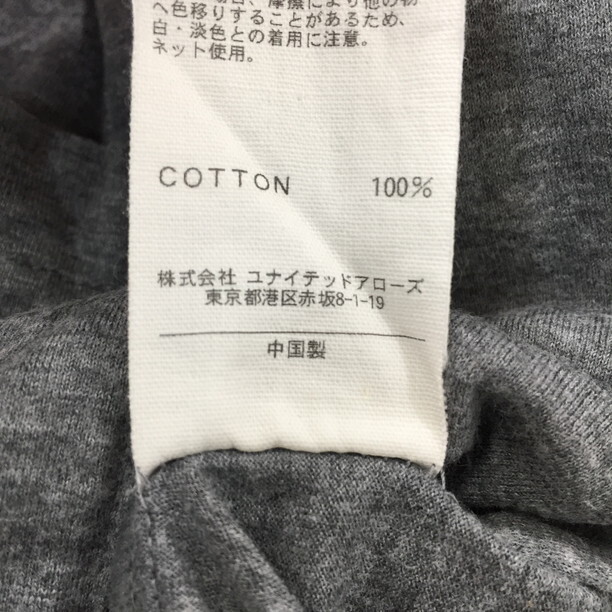 、摩擦により他の物
へ色移りすることがあるため、
白・淡色との着用に注意。
ネット使用。
COTTON 100%
株式会社 ユナイテッドアローズ
東京都港区赤坂8-1-19
中国製